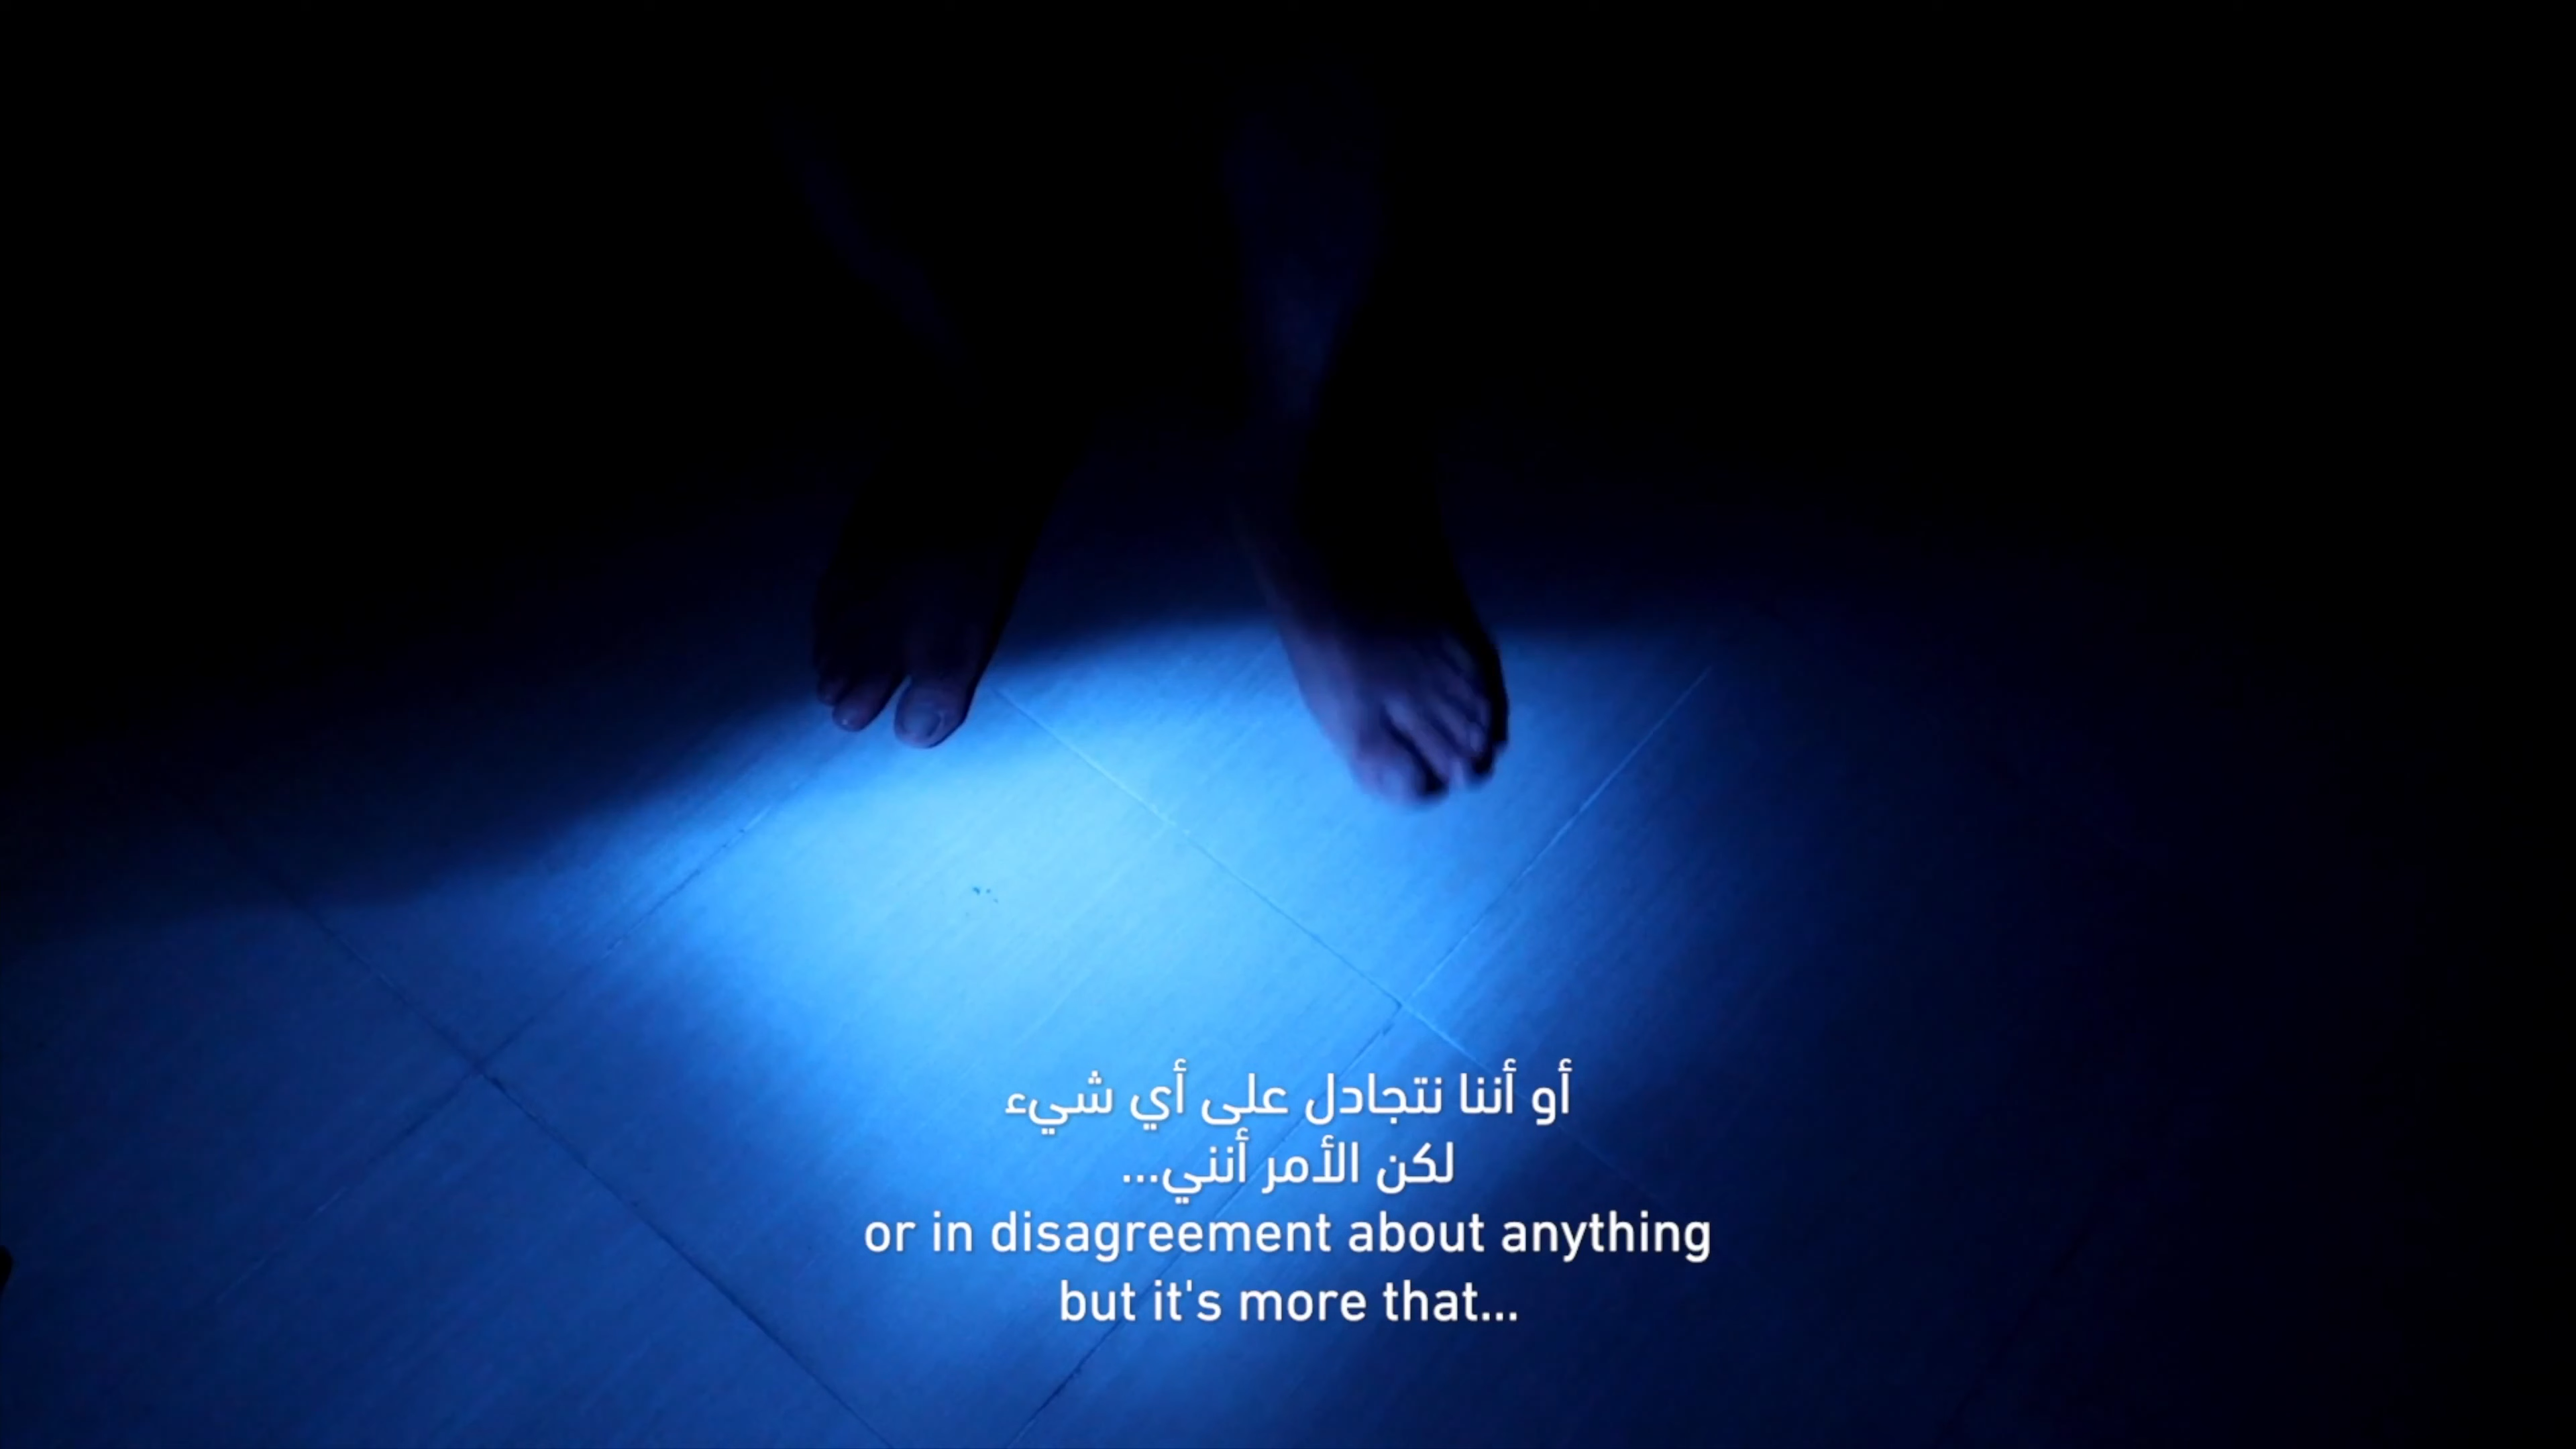 أو أننا نتجادل على أي شيء
لكن الأمر أنني...
or in disagreement about anything
but it's more that...